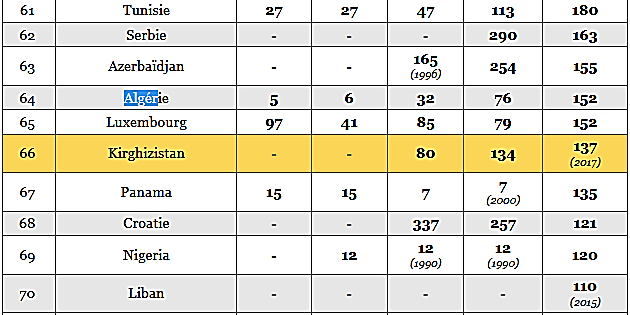 61 Tunisie 27 27 47 113 180
62 Serbie - - - 290 163
63 Azerbaïdjan - - 165 (1996) 254 155
64 Algérie 5 6 32 76 152
65 Luxembourg 97 41 85 79 152
66 Kirghizistan - - 80 134 137 (2017)
67 Panama 15 15 7 7 (2000) 135
68 Croatie - - 337 257 121
69 Nigeria - 12 12 (1990) 12 (1990) 120
70 Liban - - - - 110 (2015)